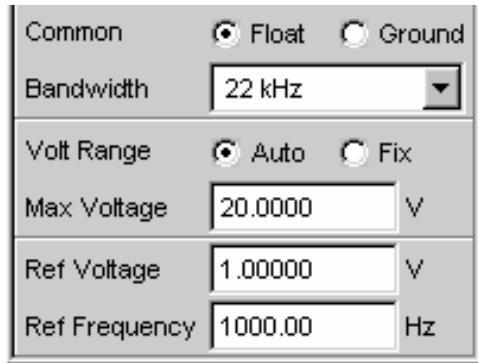 Common Float Ground
Bandwidth 22 kHz
Volt Range Auto Fix
Max Voltage 20.0000 V
Ref Voltage 1.00000 V
Ref Frequency 1000.00 Hz